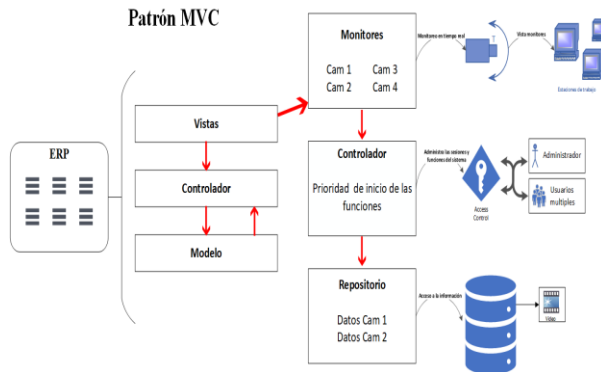 Patrón MVC
ERP
Vistas
Controlador
Modelo
Monitores
Cam 1 Cam 3
Cam 2 Cam 4
Monitoreo en tiempo real
Vista monitores
Estaciones de trabajo
Controlador
Prioridad de inicio de las
funciones
Administra las sesiones y
funciones del sistema
Access
Control
Administrador
Usuarios
multiples
Repositorio
Datos Cam 1
Datos Cam 2
Acceso a la información
Video